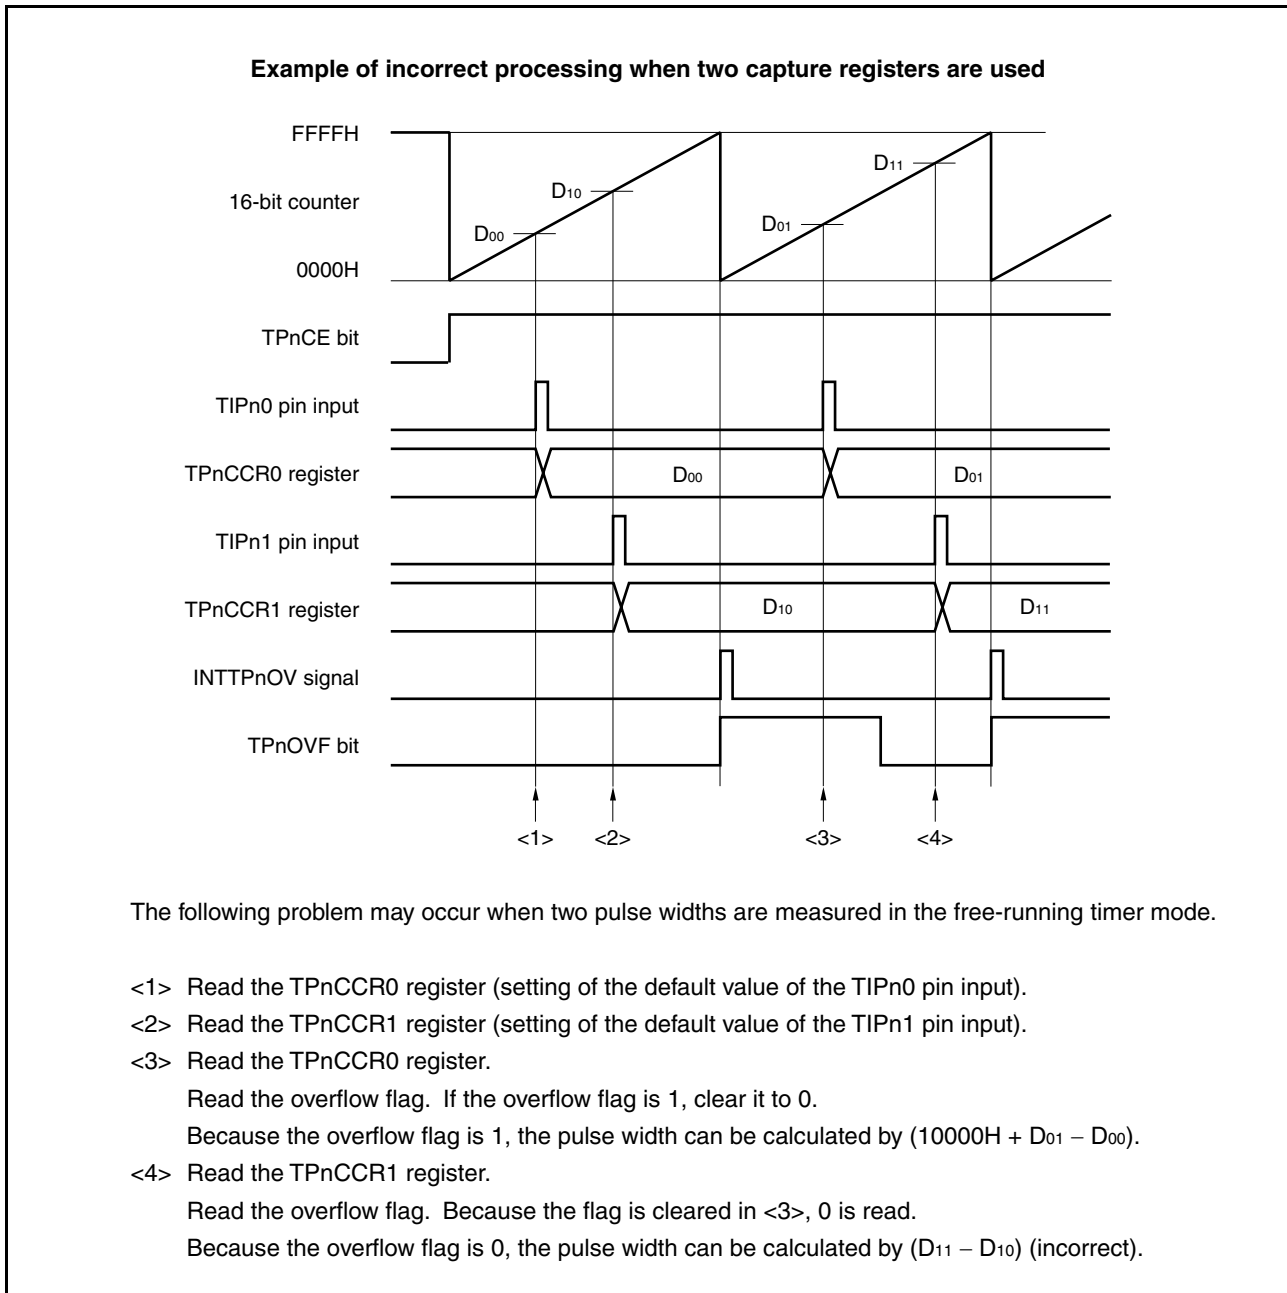 Example of incorrect processing when two capture registers are used
FFFFH
16-bit counter
0000H
D00
D10
D01
D11
TPnCE bit
TIPn0 pin input
TPnCCR0 register
D00
D01
TIPn1 pin input
TPnCCR1 register
D10
D11
INTTPnOV signal
TPnOVF bit
<1> <2> <3> <4>
The following problem may occur when two pulse widths are measured in the free-running timer mode.
<1> Read the TPnCCR0 register (setting of the default value of the TIPn0 pin input).
<2> Read the TPnCCR1 register (setting of the default value of the TIPn1 pin input).
<3> Read the TPnCCR0 register.
Read the overflow flag. If the overflow flag is 1, clear it to 0.
Because the overflow flag is 1, the pulse width can be calculated by (10000H + D01 − D00).
<4> Read the TPnCCR1 register.
Read the overflow flag. Because the flag is cleared in <3>, 0 is read.
Because the overflow flag is 0, the pulse width can be calculated by (D11 − D10) (incorrect).